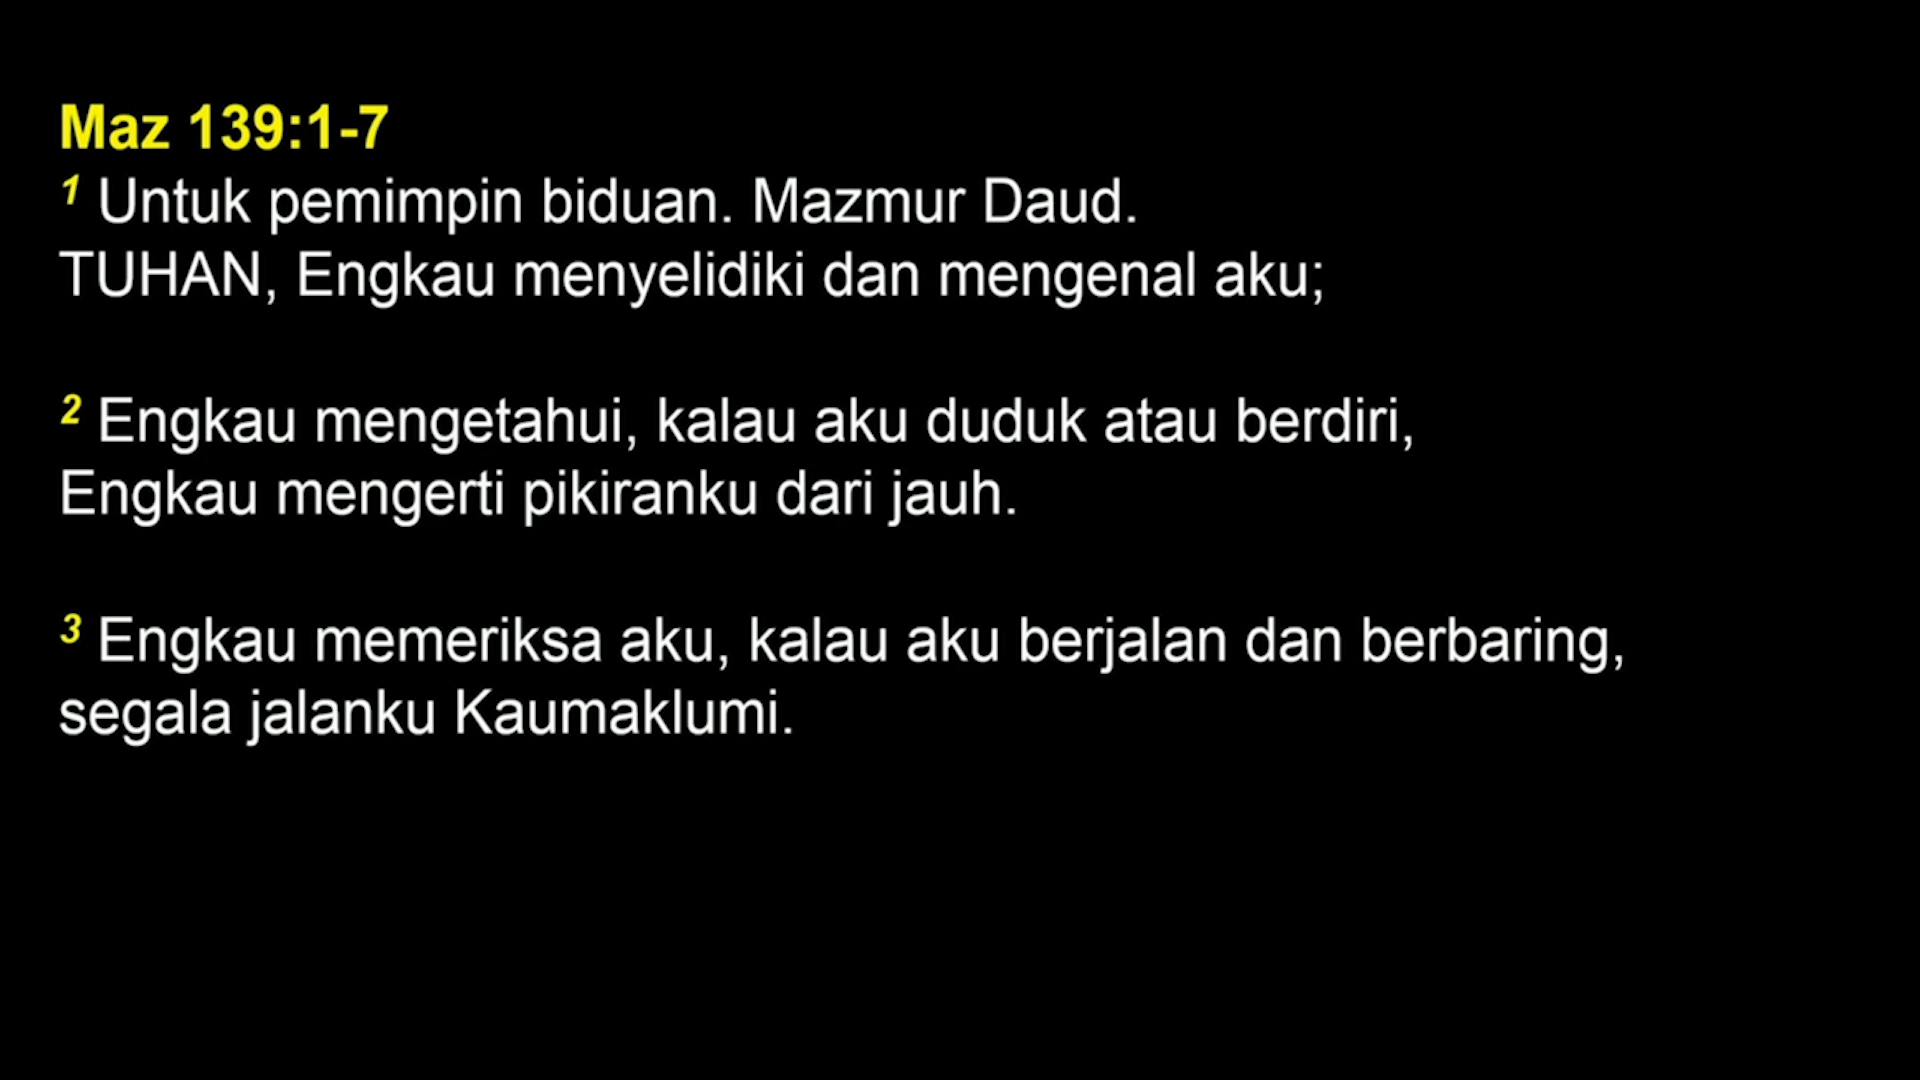 Maz 139:1-7
1 Untuk pemimpin biduan. Mazmur Daud.
TUHAN, Engkau menyelidiki dan mengenal aku;
2 Engkau mengetahui, kalau aku duduk atau berdiri,
Engkau mengerti pikiranku dari jauh.
3 Engkau memeriksa aku, kalau aku berjalan dan berbaring,
segala jalanku Kaumaklumi.